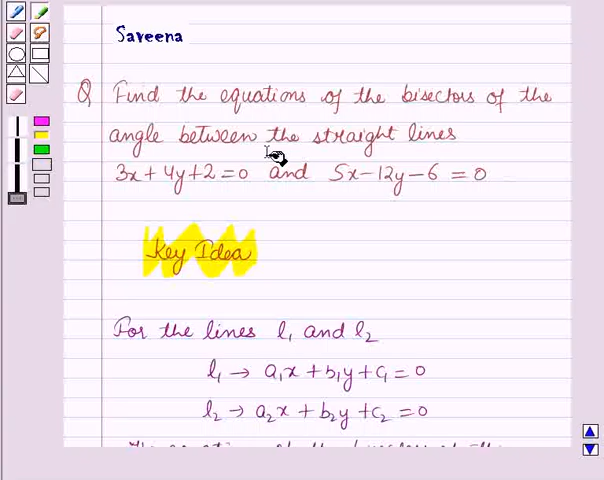 Saveena
Q Find the equations of the bisectors of the
angle between the straight lines
3x + 4y + 2 = 0 and 5x - 12y - 6 = 0
Key Idea
For the lines l₁ and l₂
l₁ → a₁x + b₁y + c₁ = 0
l₂ → a₂x + b₂y + c₂ = 0